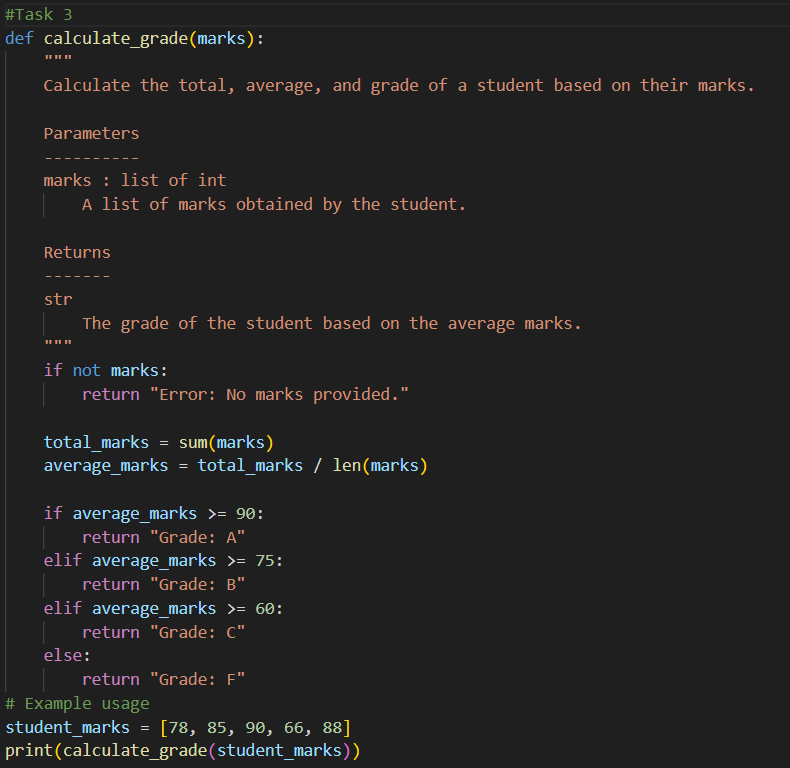 #Task 3
def calculate_grade(marks):
    """
    Calculate the total, average, and grade of a student based on their marks.

    Parameters
    ----------
    marks : list of int
        A list of marks obtained by the student.

    Returns
    -------
    str
        The grade of the student based on the average marks.
    """
    if not marks:
        return "Error: No marks provided."

    total_marks = sum(marks)
    average_marks = total_marks / len(marks)

    if average_marks >= 90:
        return "Grade: A"
    elif average_marks >= 75:
        return "Grade: B"
    elif average_marks >= 60:
        return "Grade: C"
    else:
        return "Grade: F"
# Example usage
student_marks = [78, 85, 90, 66, 88]
print(calculate_grade(student_marks))